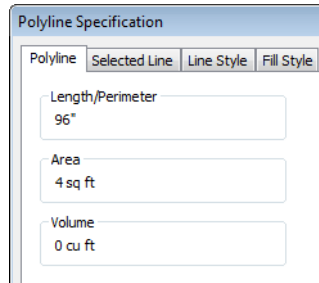 Polyline Specification
Polyline Selected Line Line Style Fill Style
Length/Perimeter
96"
Area
4 sq ft
Volume
0 cu ft